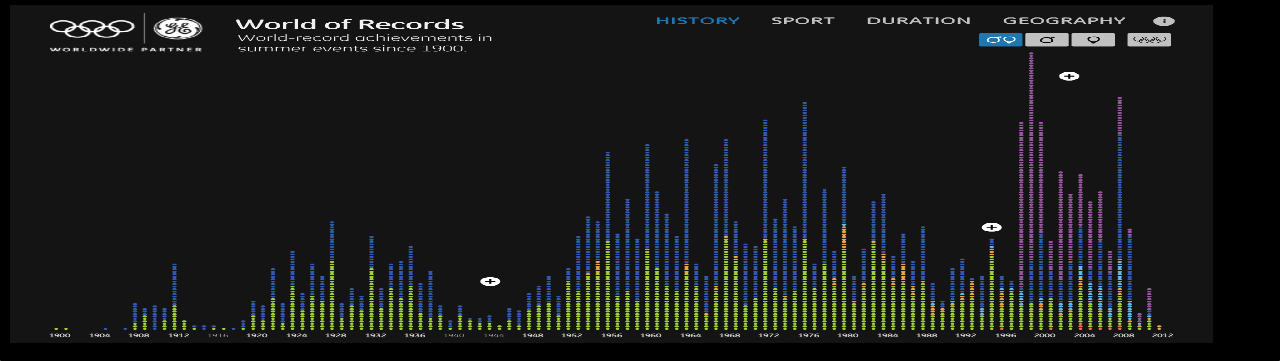 World of Records
World-record achievements in
summer events since 1900.
WORLDWIDE PARTNER
HISTORY SPORT DURATION GEOGRAPHY
1900 1904 1908 1912 1916 1920 1924 1928 1932 1936 1940 1944 1948 1952 1956 1960 1964 1968 1972 1976 1980 1984 1988 1992 1996 2000 2004 2008 2012